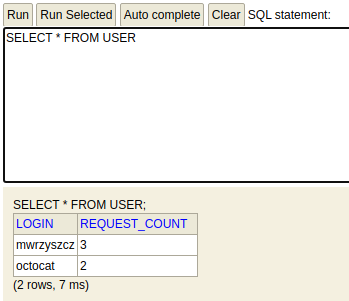 Run Run Selected Auto complete Clear SQL statement:
SELECT * FROM USER
SELECT * FROM USER;
LOGIN REQUEST_COUNT
mwrzyszcz 3
octocat 2
(2 rows, 7 ms)